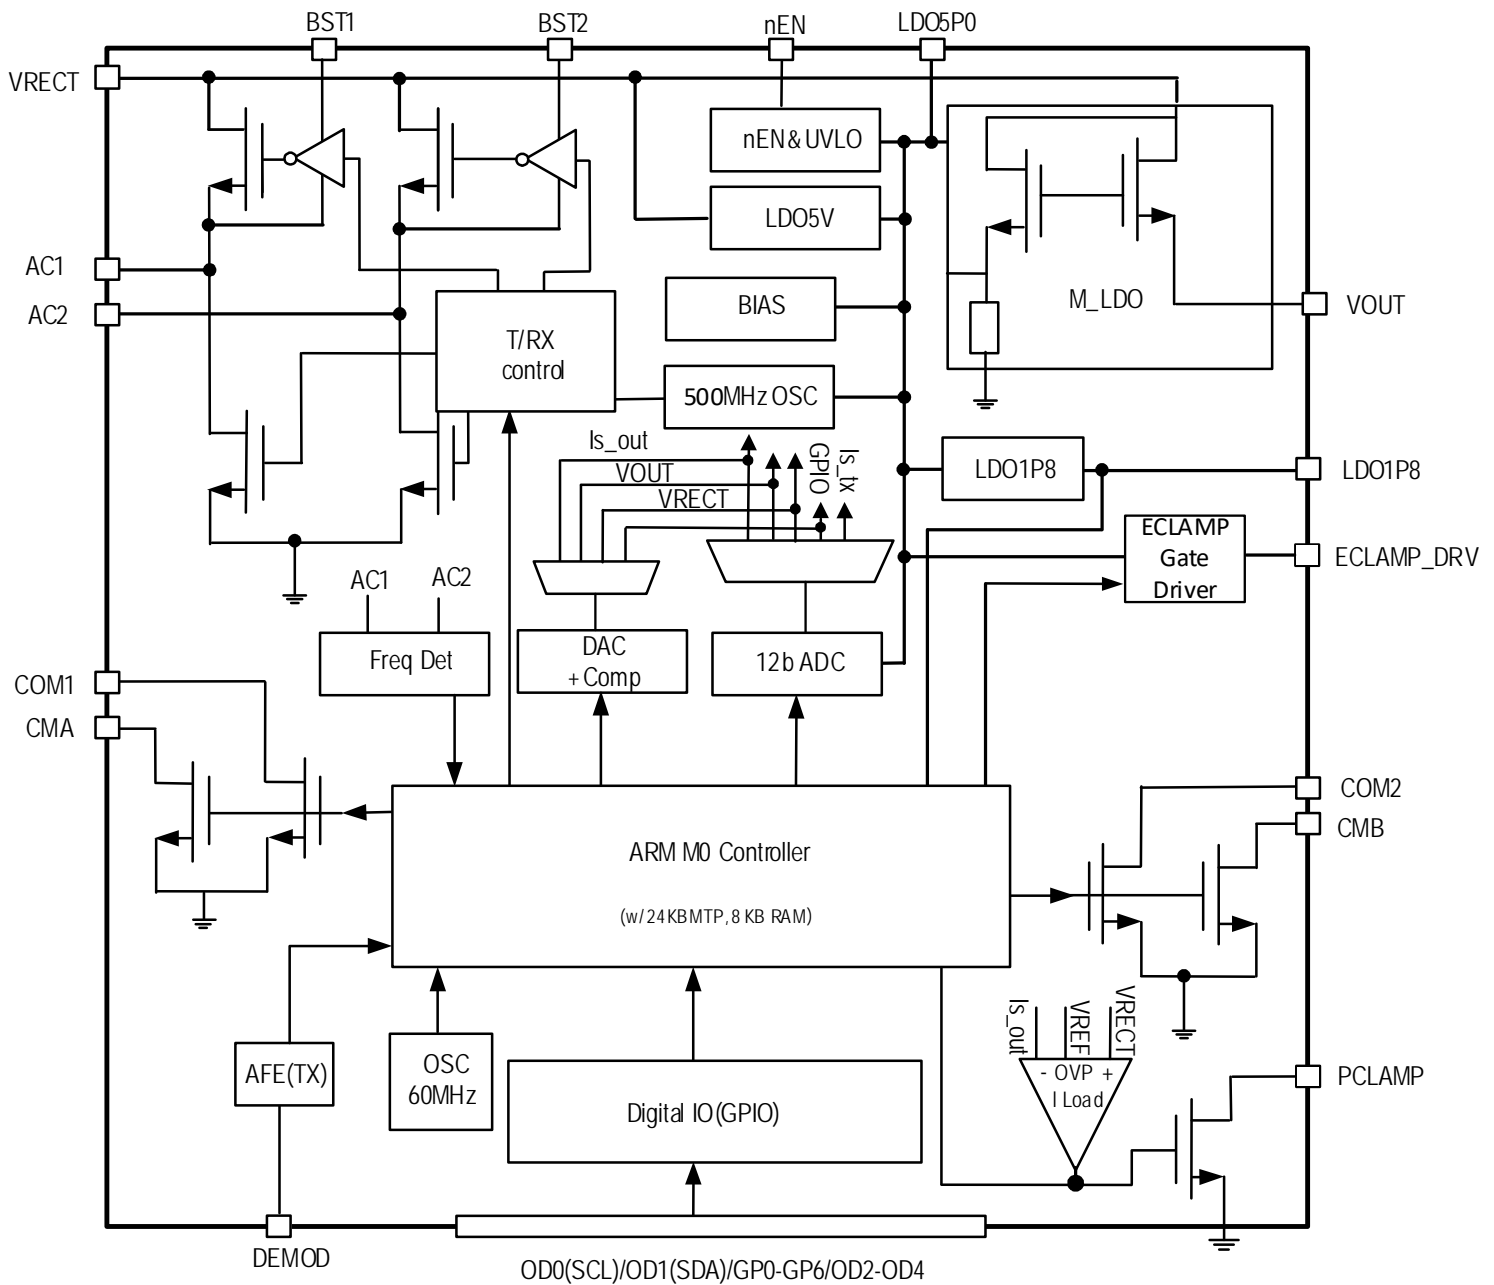 BST1
BST2
nEN
LDO5P0
VRECT
nEN&UVLO
LDO5V
AC1
AC2
BIAS
M_LDO
VOUT
T/RX
control
500MHz OSC
Is_out
VOUT
VRECT
GPIO
Is_tx
LDO1P8
LDO1P8
ECLAMP
Gate
Driver
ECLAMP_DRV
AC1
AC2
Freq Det
DAC
+ Comp
12b ADC
COM1
CMA
COM2
CMB
ARM M0 Controller
(w/ 24 KB MTP, 8 KB RAM)
Is_out
VREF
VRECT
- OVP +
I Load
AFE(TX)
OSC
60MHz
Digital IO(GPIO)
PCLAMP
DEMOD
OD0(SCL)/OD1(SDA)/GP0-GP6/OD2-OD4